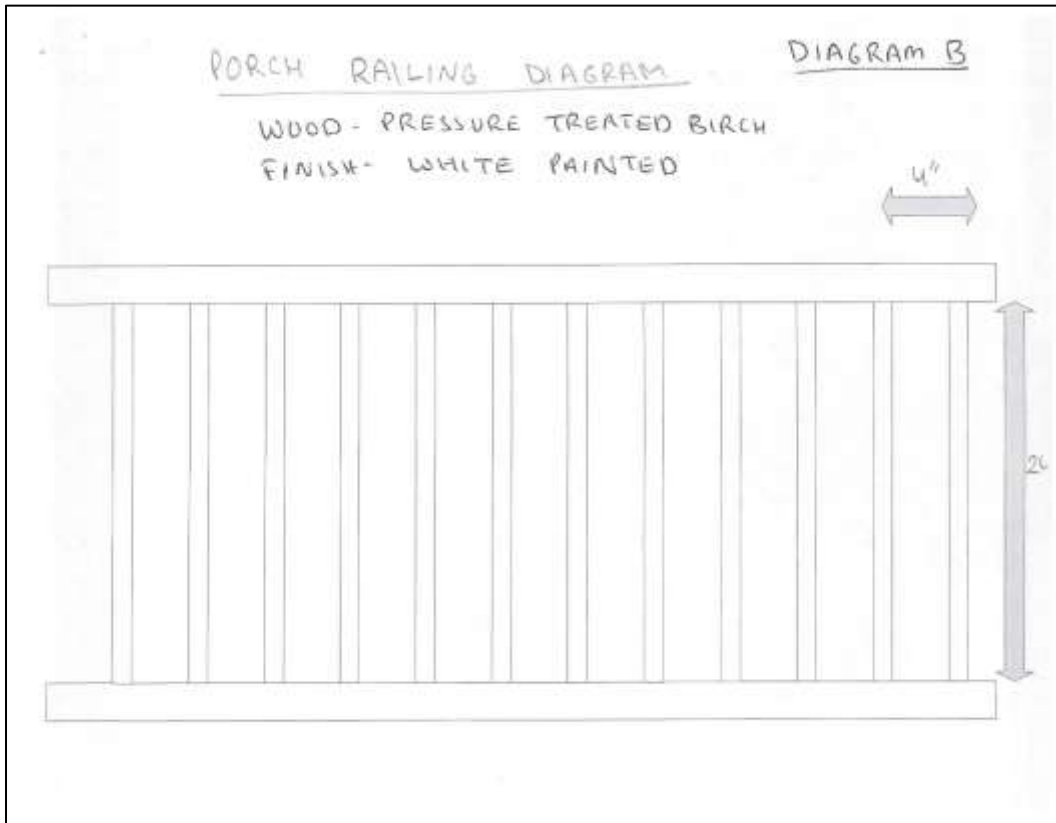 PORCH RAILING DIAGRAM
DIAGRAM B
WOOD - PRESSURE TREATED BIRCH
FINISH - WHITE PAINTED
4"